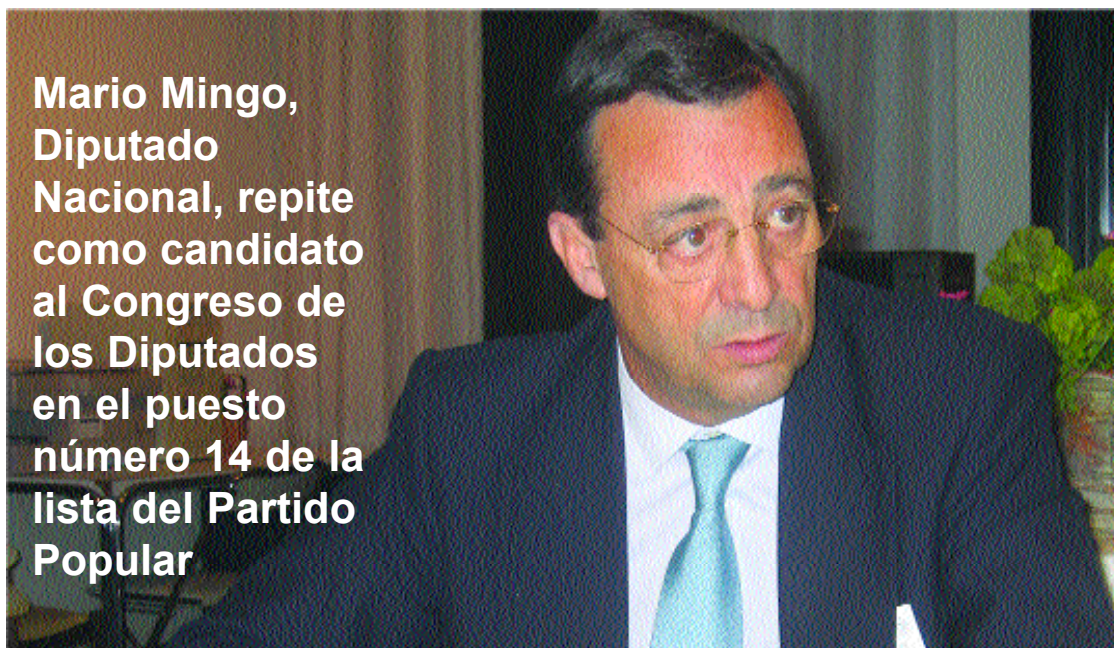 Mario Mingo,
Diputado
Nacional, repite
como candidato
al Congreso de
los Diputados
en el puesto
número 14 de la
lista del Partido
Popular